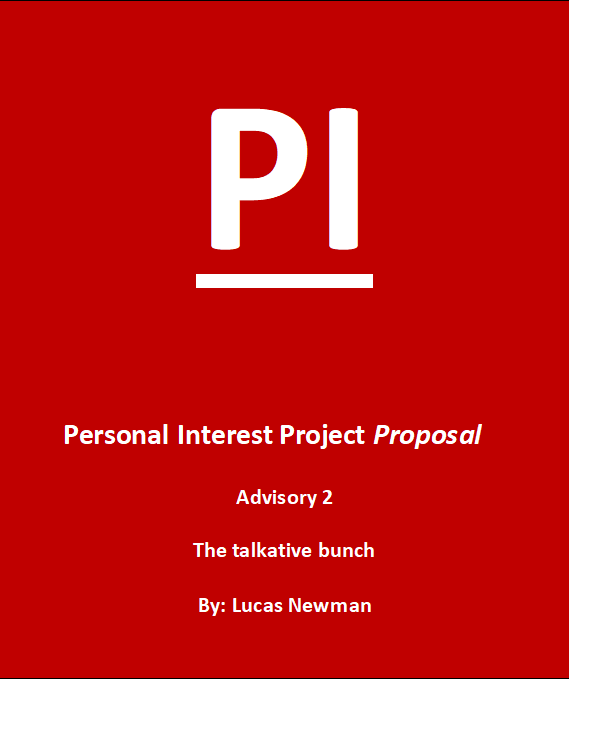 PI
Personal Interest Project Proposal
Advisory 2
The talkative bunch
By: Lucas Newman